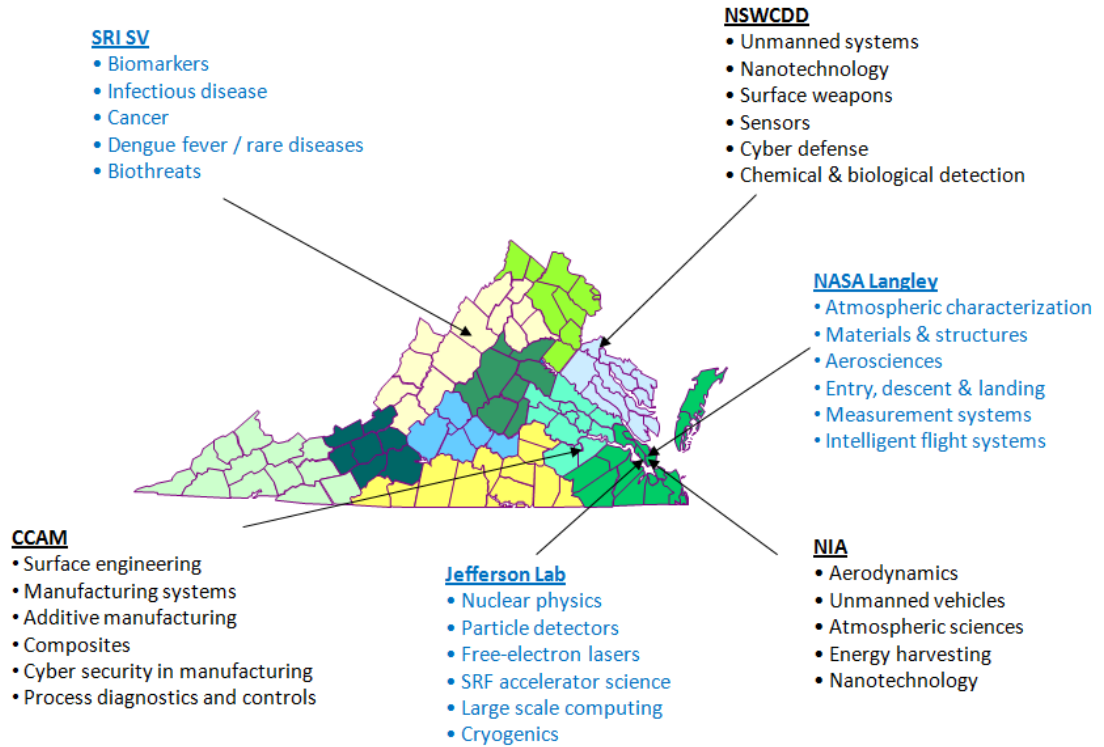 SRI SV
• Biomarkers
• Infectious disease
• Cancer
• Dengue fever / rare diseases
• Biothreats
NSWCDD
• Unmanned systems
• Nanotechnology
• Surface weapons
• Sensors
• Cyber defense
• Chemical & biological detection
NASA Langley
• Atmospheric characterization
• Materials & structures
• Aerosciences
• Entry, descent & landing
• Measurement systems
• Intelligent flight systems
CCAM
• Surface engineering
• Manufacturing systems
• Additive manufacturing
• Composites
• Cyber security in manufacturing
• Process diagnostics and controls
Jefferson Lab
• Nuclear physics
• Particle detectors
• Free-electron lasers
• SRF accelerator science
• Large scale computing
• Cryogenics
NIA
• Aerodynamics
• Unmanned vehicles
• Atmospheric sciences
• Energy harvesting
• Nanotechnology